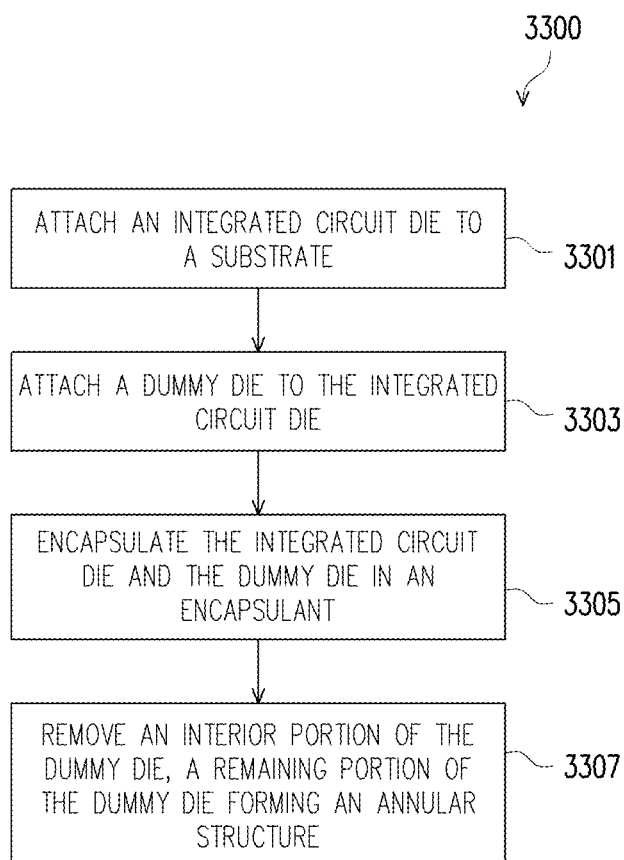 3300
ATTACH AN INTEGRATED CIRCUIT DIE TO
A SUBSTRATE
3301
ATTACH A DUMMY DIE TO THE INTEGRATED
CIRCUIT DIE
3303
ENCAPSULATE THE INTEGRATED CIRCUIT
DIE AND THE DUMMY DIE IN AN
ENCAPSULANT
3305
REMOVE AN INTERIOR PORTION OF THE
DUMMY DIE, A REMAINING PORTION OF
THE DUMMY DIE FORMING AN ANNULAR
STRUCTURE
3307